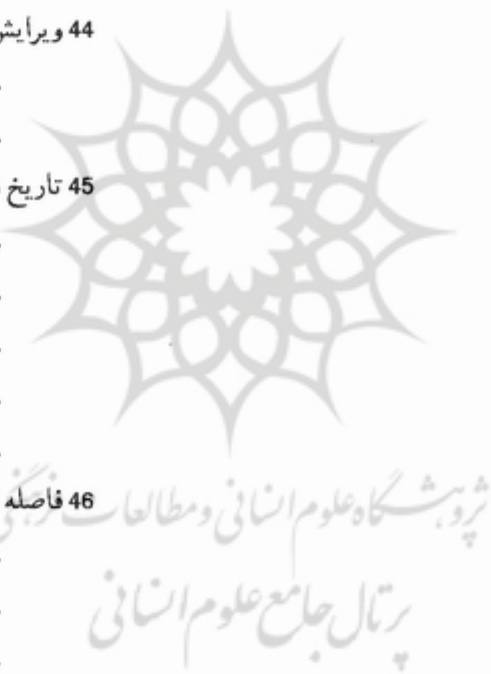 44 ویرایش
45 تاریخ
46 فاصله
پژوهشگاه علوم انسانی و مطالعات فرهنگی
پرتال جامع علوم انسانی